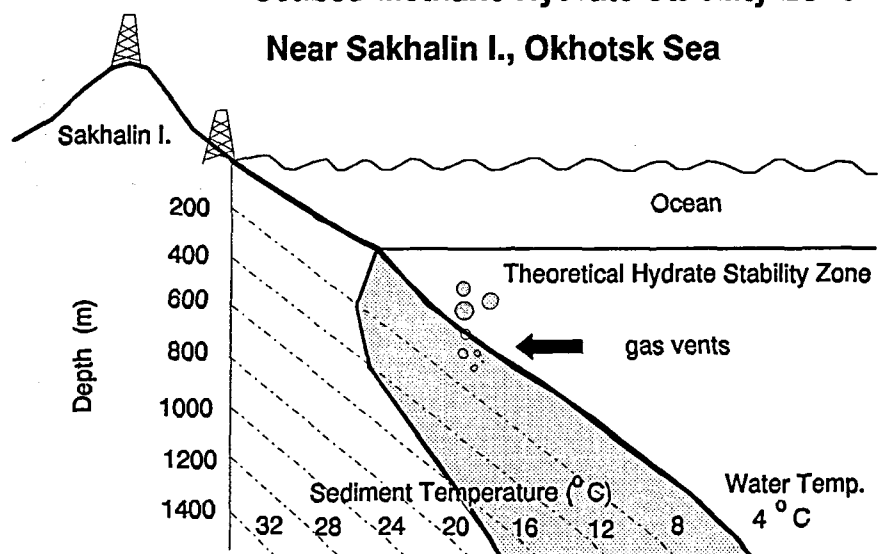 Near Sakhalin I., Okhotsk Sea
Sakhalin I.
Ocean
Theoretical Hydrate Stability Zone
gas vents
Depth (m)
200
400
600
800
1000
1200
1400
Sediment Temperature (°C)
32 28 24 20 16 12 8
Water Temp.
4 °C